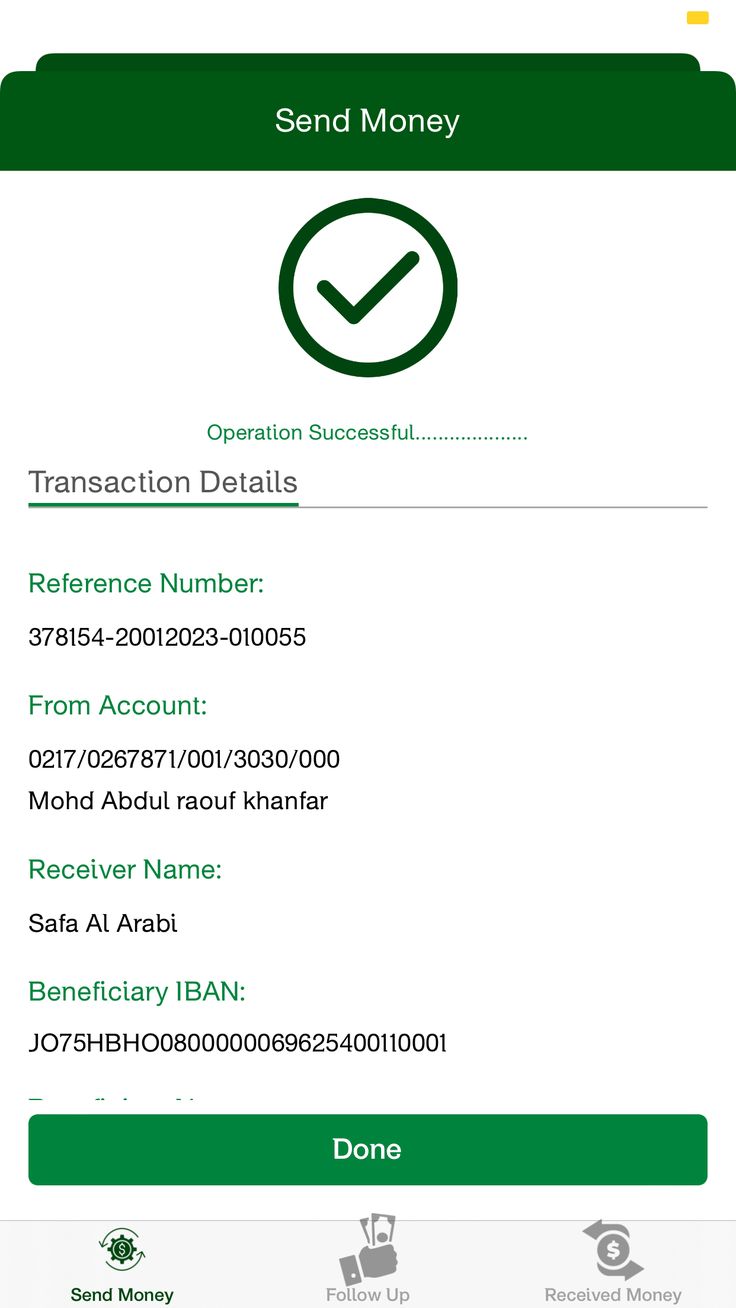 Send Money
Operation Successful....................
Transaction Details
Reference Number:
378154-20012023-010055
From Account:
0217/0267871/001/3030/000
Mohd Abdul raouf khanfar
Receiver Name:
Safa Al Arabi
Beneficiary IBAN:
JO75HBHO0800000069625400110001
Done
Send Money
Follow Up
Received Money